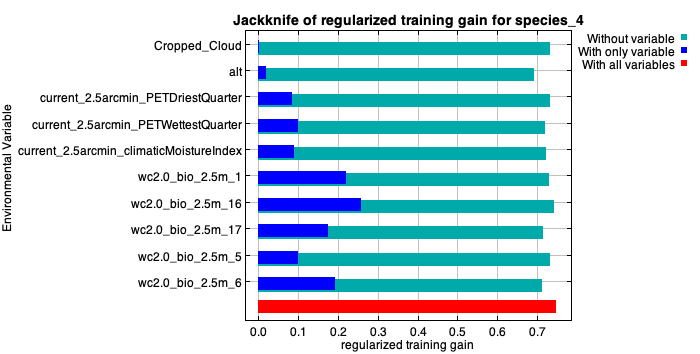 Jackknife of regularized training gain for species_4
Without variable
With only variable
With all variables
Environmental Variable
Cropped_Cloud
alt
current_2.5arcmin_PETDriestQuarter
current_2.5arcmin_PETWettestQuarter
current_2.5arcmin_climaticMoistureIndex
wc2.0_bio_2.5m_1
wc2.0_bio_2.5m_16
wc2.0_bio_2.5m_17
wc2.0_bio_2.5m_5
wc2.0_bio_2.5m_6
0.0 0.1 0.2 0.3 0.4 0.5 0.6 0.7
regularized training gain